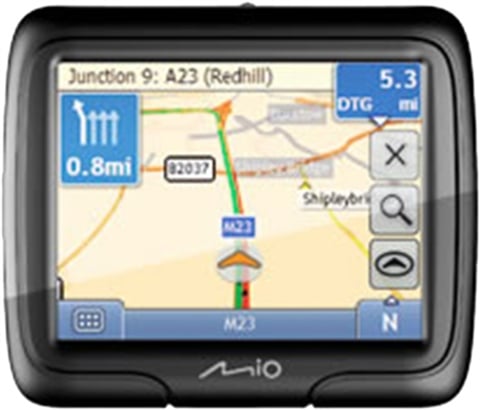 Junction 9: A23 (Redhill)
5.3
DTG mi
0.8mi
B2037
Shipleybri
M23
M23
N
Mio